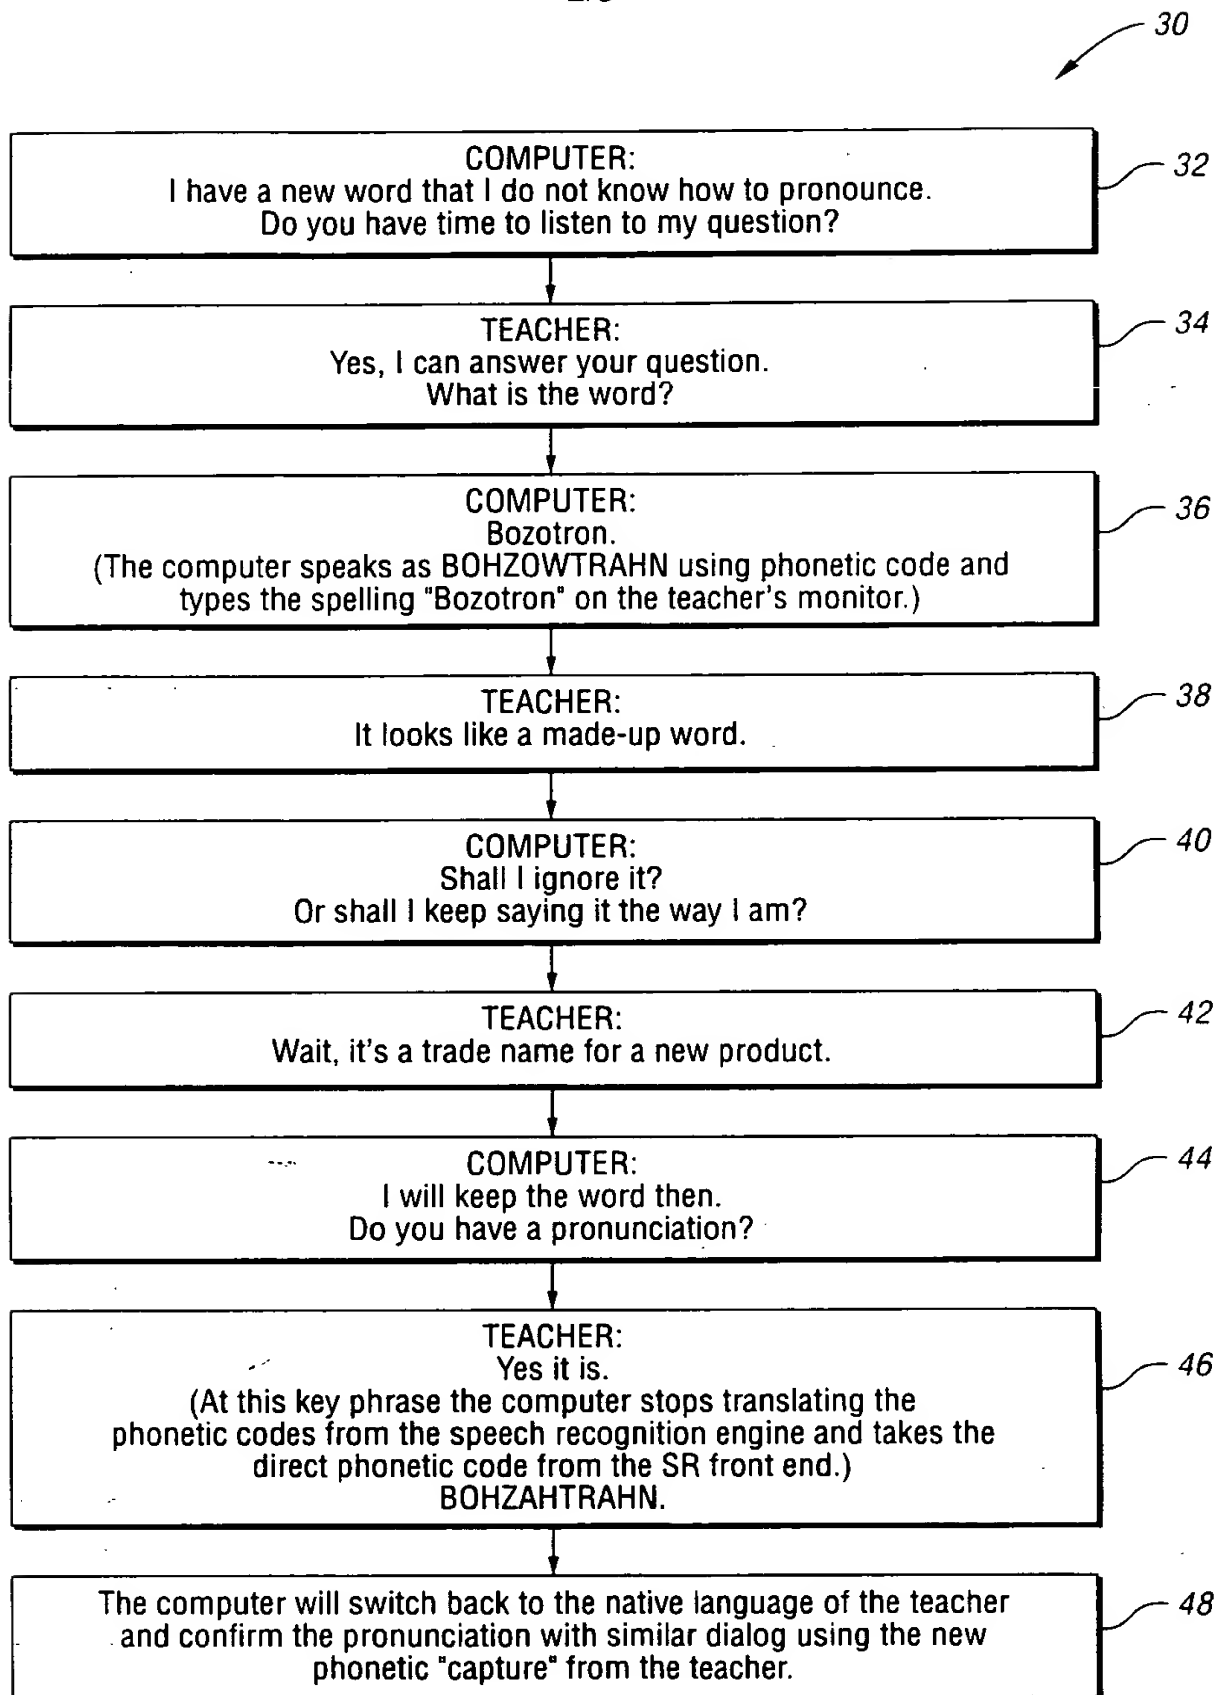 30
COMPUTER:
I have a new word that I do not know how to pronounce.
Do you have time to listen to my question?
32
TEACHER:
Yes, I can answer your question.
What is the word?
34
COMPUTER:
Bozotron.
(The computer speaks as BOHZOWTRAHN using phonetic code and
types the spelling "Bozotron" on the teacher's monitor.)
36
TEACHER:
It looks like a made-up word.
38
COMPUTER:
Shall I ignore it?
Or shall I keep saying it the way I am?
40
TEACHER:
Wait, it's a trade name for a new product.
42
COMPUTER:
I will keep the word then.
Do you have a pronunciation?
44
TEACHER:
Yes it is.
(At this key phrase the computer stops translating the
phonetic codes from the speech recognition engine and takes the
direct phonetic code from the SR front end.)
BOHZAHTRAHN.
46
The computer will switch back to the native language of the teacher
and confirm the pronunciation with similar dialog using the new
phonetic "capture" from the teacher.
48